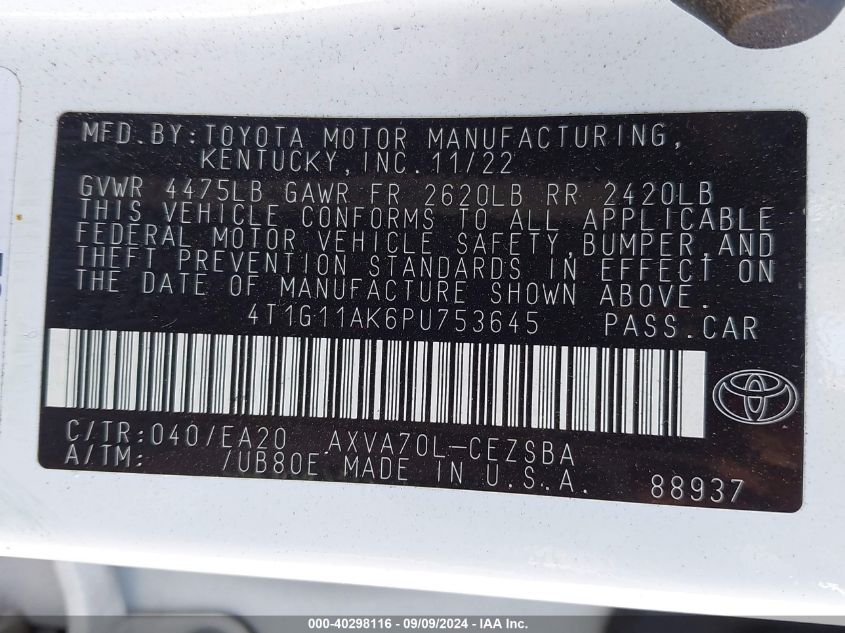 MFD.BY:TOYOTA MOTOR MANUFACTURING,
KENTUCKY,INC.11/22
GVWR 4475LB GAWR FR 2620LB RR 2420LB
THIS VEHICLE CONFORMS TO ALL APPLICABLE
FEDERAL MOTOR VEHICLE SAFETY,BUMPER,AND
THEFT PREVENTION STANDARDS IN EFFECT ON
THE DATE OF MANUFACTURE SHOWN ABOVE.
4T1G11AK6PU753645 PASS.CAR
C/TR:040/EA20 AXVA70L-CEZSBA
A/TM: /UB80E MADE IN U.S.A.
88937
000-40298116 - 09/09/2024 - IAA Inc.